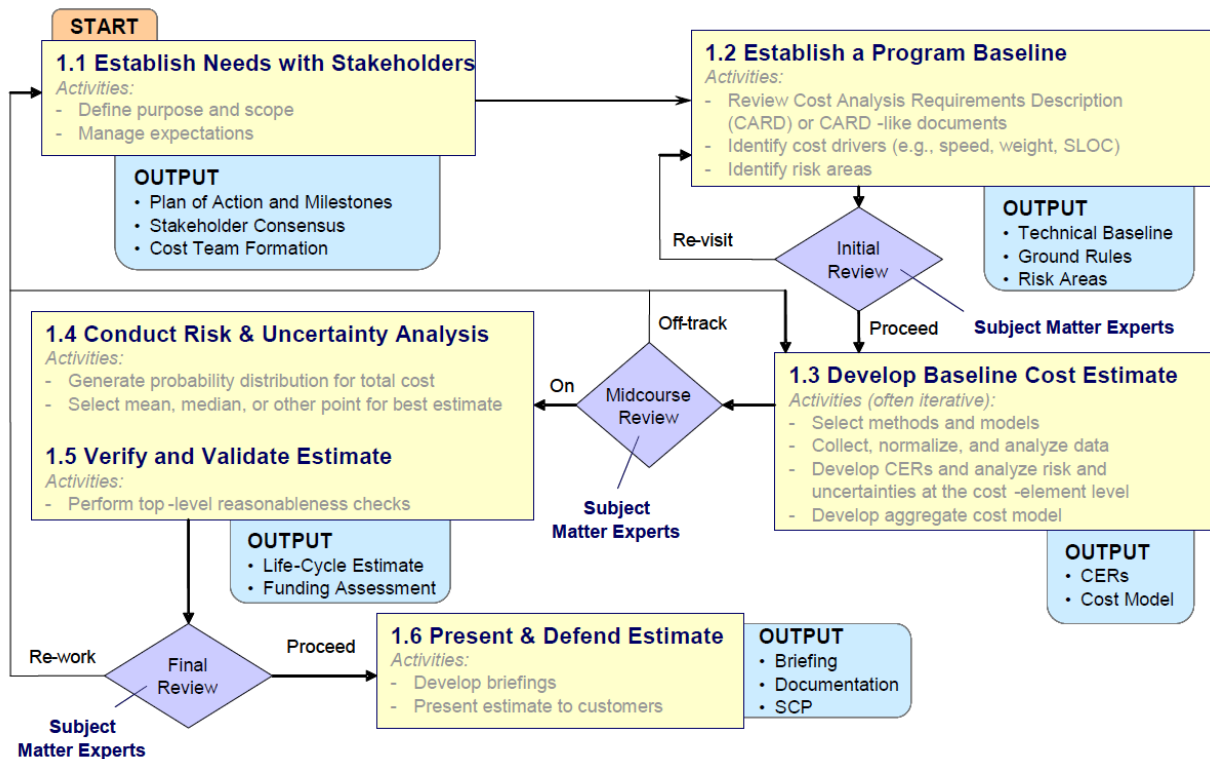 START
1.1 Establish Needs with Stakeholders
Activities:
- Define purpose and scope
- Manage expectations
OUTPUT
• Plan of Action and Milestones
• Stakeholder Consensus
• Cost Team Formation
1.2 Establish a Program Baseline
Activities:
- Review Cost Analysis Requirements Description
(CARD) or CARD -like documents
- Identify cost drivers (e.g., speed, weight, SLOC)
- Identify risk areas
OUTPUT
• Technical Baseline
• Ground Rules
• Risk Areas
Re-visit
Initial
Review
Subject Matter Experts
Proceed
1.3 Develop Baseline Cost Estimate
Activities (often iterative):
- Select methods and models
- Collect, normalize, and analyze data
- Develop CERs and analyze risk and
uncertainties at the cost -element level
- Develop aggregate cost model
OUTPUT
• CERs
• Cost Model
Off-track
On
Midcourse
Review
Subject
Matter Experts
1.4 Conduct Risk & Uncertainty Analysis
Activities:
- Generate probability distribution for total cost
- Select mean, median, or other point for best estimate
1.5 Verify and Validate Estimate
Activities:
- Perform top -level reasonableness checks
OUTPUT
• Life-Cycle Estimate
• Funding Assessment
Re-work
Final
Review
Subject
Matter Experts
Proceed
1.6 Present & Defend Estimate
Activities:
- Develop briefings
- Present estimate to customers
OUTPUT
• Briefing
• Documentation
• SCP